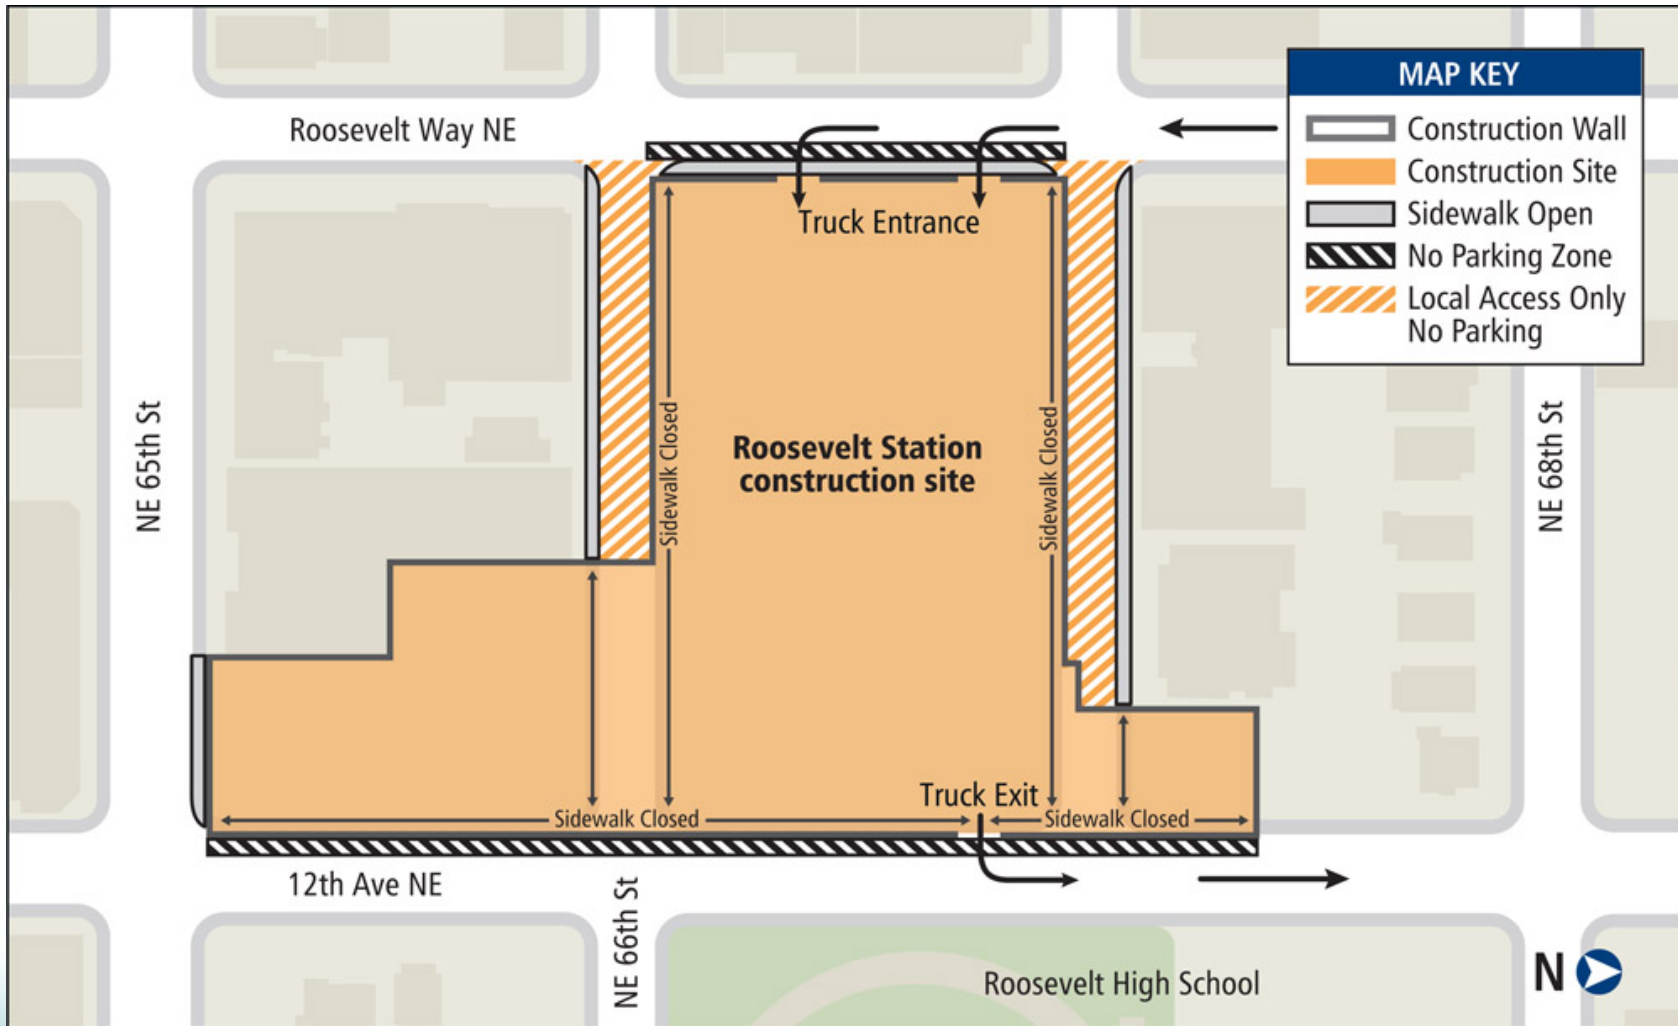 MAP KEY
Construction Wall
Construction Site
Sidewalk Open
No Parking Zone
Local Access Only
No Parking
Roosevelt Way NE
Truck Entrance
NE 65th St
Sidewalk Closed
Roosevelt Station
construction site
Sidewalk Closed
NE 68th St
Truck Exit
Sidewalk Closed
Sidewalk Closed
12th Ave NE
NE 66th St
Roosevelt High School
N